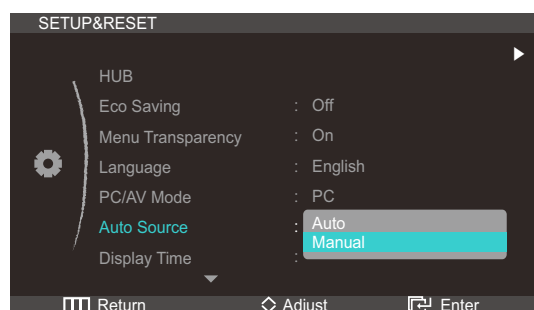 SETUP&RESET
HUB
Eco Saving : Off
Menu Transparency : On
Language : English
PC/AV Mode : PC
Auto Source : Auto
Manual
Display Time :
Return Adjust Enter